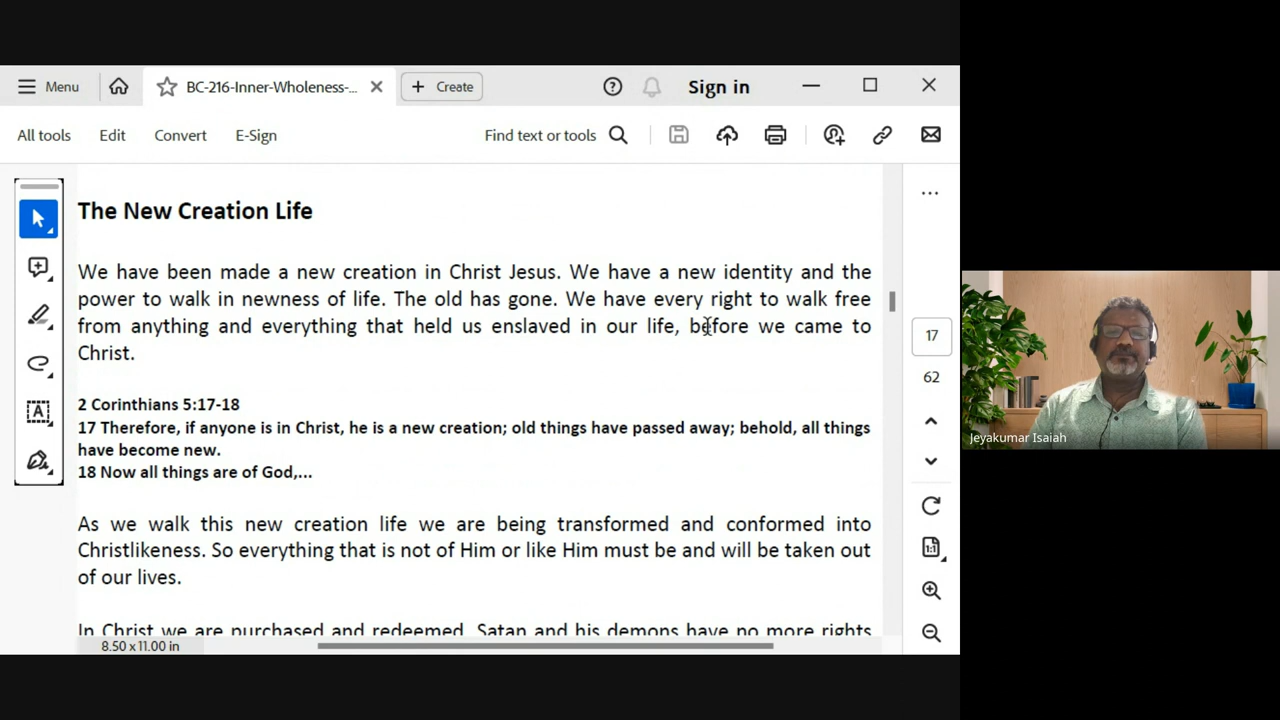 Menu
BC-216-Inner-Wholeness-...
Create
Sign in
All tools
Edit
Convert
E-Sign
Find text or tools
The New Creation Life
We have been made a new creation in Christ Jesus. We have a new identity and the
power to walk in newness of life. The old has gone. We have every right to walk free
from anything and everything that held us enslaved in our life, before we came to
Christ.
2 Corinthians 5:17-18
17 Therefore, if anyone is in Christ, he is a new creation; old things have passed away; behold, all things
have become new.
18 Now all things are of God,...
As we walk this new creation life we are being transformed and conformed into
Christlikeness. So everything that is not of Him or like Him must be and will be taken out
of our lives.
In Christ we are purchased and redeemed. Satan and his demons have no more rights
8.50 x 11.00 in
17
62
1:1
Jeyakumar Isaiah